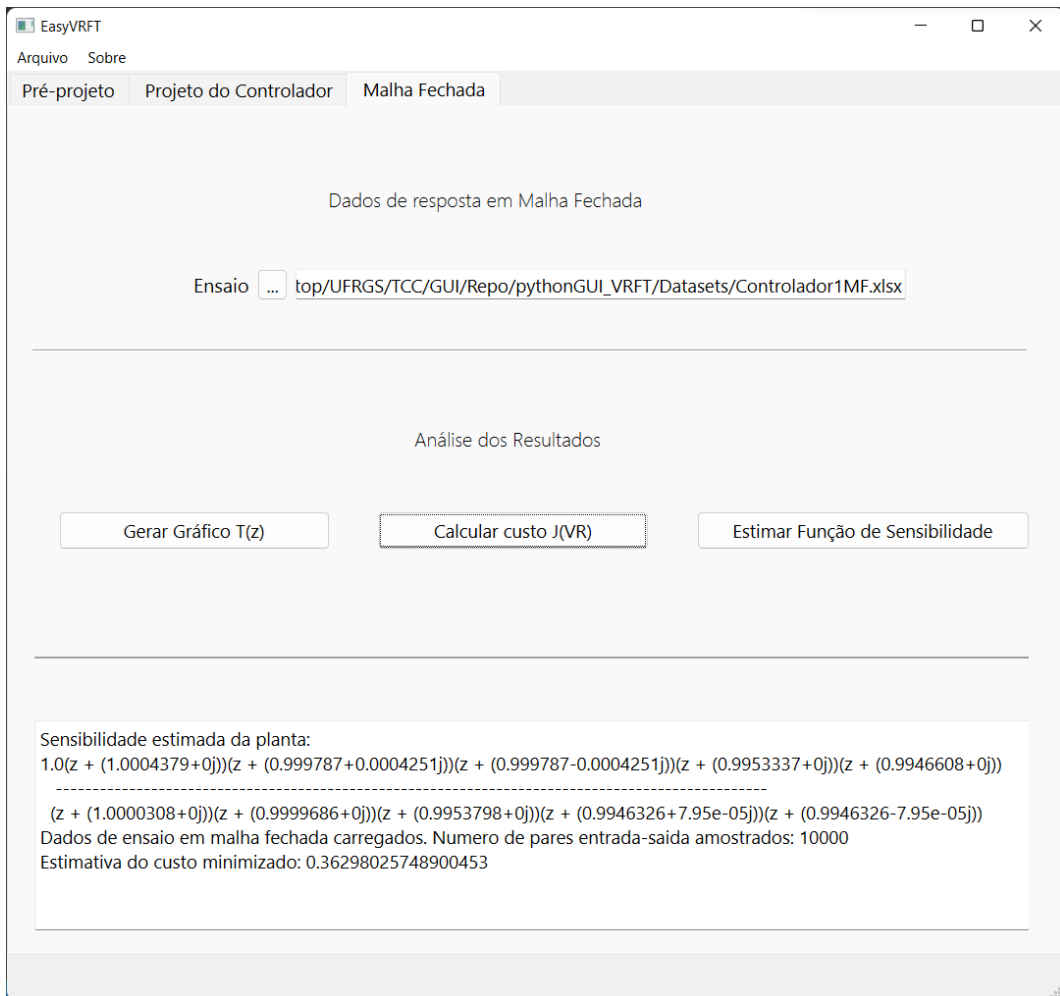 EasyVRFT
Arquivo Sobre
Pré-projeto Projeto do Controlador Malha Fechada
Dados de resposta em Malha Fechada
Ensaio ... top/UFRGS/TCC/GUI/Repo/pythonGUI_VRFT/Datasets/Controlador1MF.xlsx
Análise dos Resultados
Gerar Gráfico T(z) Calcular custo J(VR) Estimar Função de Sensibilidade
Sensibilidade estimada da planta:
1.0(z + (1.0004379+0j))(z + (0.999787+0.0004251j))(z + (0.999787-0.0004251j))(z + (0.9953337+0j))(z + (0.9946608+0j))
-------------------------------------------------------------------------------------------------
(z + (1.0000308+0j))(z + (0.9999686+0j))(z + (0.9953798+0j))(z + (0.9946326+7.95e-05j))(z + (0.9946326-7.95e-05j))
Dados de ensaio em malha fechada carregados. Numero de pares entrada-saida amostrados: 10000
Estimativa do custo minimizado: 0.36298025748900453